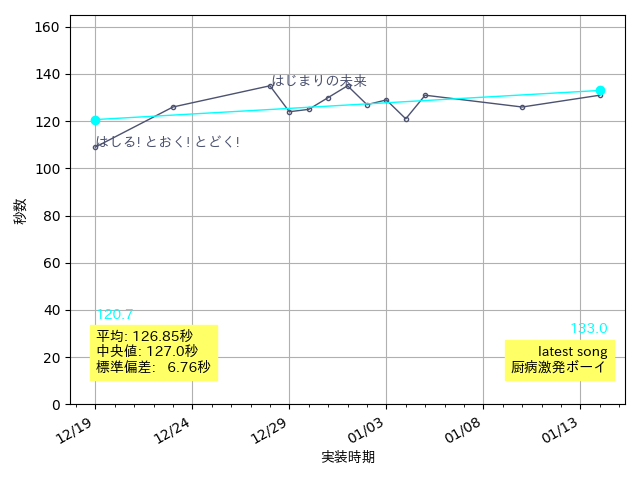 160
140
120
100
80
60
40
20
0
秒数
はじまりの未来
はしる! とおく! とどく!
120.7
133.0
平均: 126.85秒
中央値: 127.0秒
標準偏差: 6.76秒
latest song
厨病激発ボーイ
12/19
12/24
12/29
01/03
01/08
01/13
実装時期